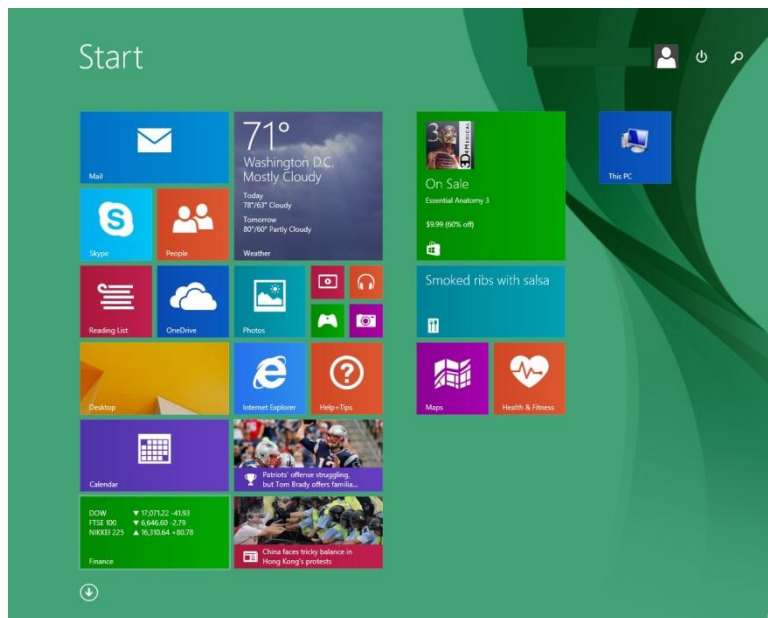 Start
Mail
71°
Washington D.C.
Mostly Cloudy
Today
78°/63° Cloudy
Tomorrow
80°/60° Partly Cloudy
Weather
Skype
People
Reading List
OneDrive
Photos
Desktop
Internet Explorer
Help+Tips
Calendar
Patriots' offense struggling,
but Tom Brady offers familia...
DOW ▼ 17,071.22 -41.93
FTSE 100 ▼ 6,646.60 -2.79
NIKKEI 225 ▲ 16,310.64 +80.78
Finance
China faces tricky balance in
Hong Kong's protests
3
3D4MEDICAL
On Sale
Essential Anatomy 3
$9.99 (60% off)
Smoked ribs with salsa
Maps
Health & Fitness
This PC